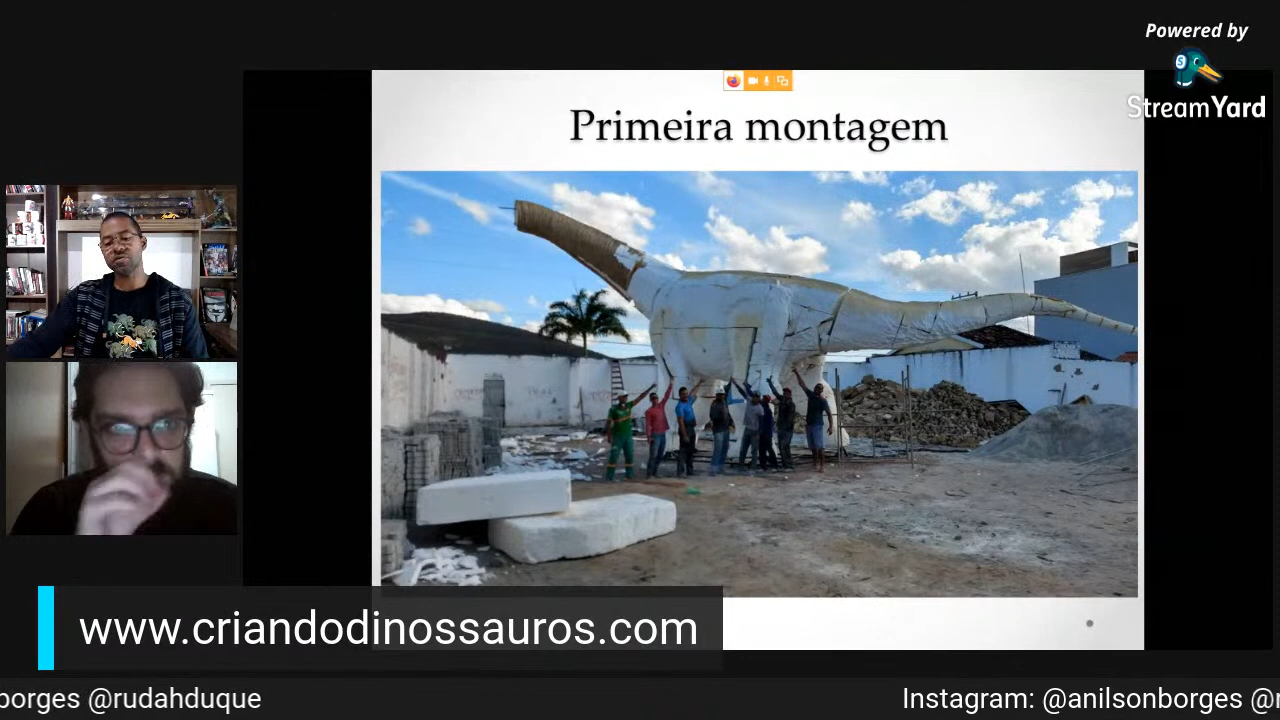 Powered by
StreamYard
Primeira montagem
www.criandodinossauros.com
borges @rudahduque
Instagram: @anilsonborges @r